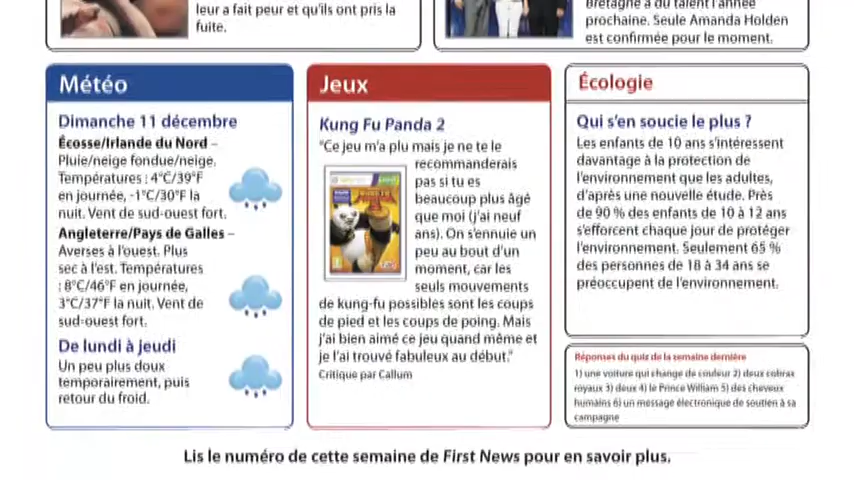 leur a fait peur et qu'ils ont pris la
fuite.
Bretagne a du talent l'année
prochaine. Seule Amanda Holden
est confirmée pour le moment.
Météo
Dimanche 11 décembre
Écosse/Irlande du Nord –
Pluie/neige fondue/neige.
Températures : 4°C/39°F
en journée, -1°C/30°F la
nuit. Vent de sud-ouest fort.
Angleterre/Pays de Galles –
Averses à l'ouest. Plus
sec à l'est. Températures
: 8°C/46°F en journée,
3°C/37°F la nuit. Vent de
sud-ouest fort.
De lundi à jeudi
Un peu plus doux
temporairement, puis
retour du froid.
Jeux
Kung Fu Panda 2
"Ce jeu m'a plu mais je ne te le
recommanderais
pas si tu es
beaucoup plus âgé
que moi (j'ai neuf
ans). On s'ennuie un
peu au bout d'un
moment, car les
seuls mouvements
de kung-fu possibles sont les coups
de pied et les coups de poing. Mais
j'ai bien aimé ce jeu quand même et
je l'ai trouvé fabuleux au début."
Critique par Callum
Écologie
Qui s'en soucie le plus ?
Les enfants de 10 ans s'intéressent
davantage à la protection de
l'environnement que les adultes,
d'après une nouvelle étude. Près
de 90 % des enfants de 10 à 12 ans
s'efforcent chaque jour de protéger
l'environnement. Seulement 65 %
des personnes de 18 à 34 ans se
préoccupent de l'environnement.
Réponses du quiz de la semaine dernière
1) une voiture qui change de couleur 2) deux cobras
royaux 3) deux 4) le Prince William 5) des cheveux
humains 6) un message électronique de soutien à sa
campagne
Lis le numéro de cette semaine de First News pour en savoir plus.